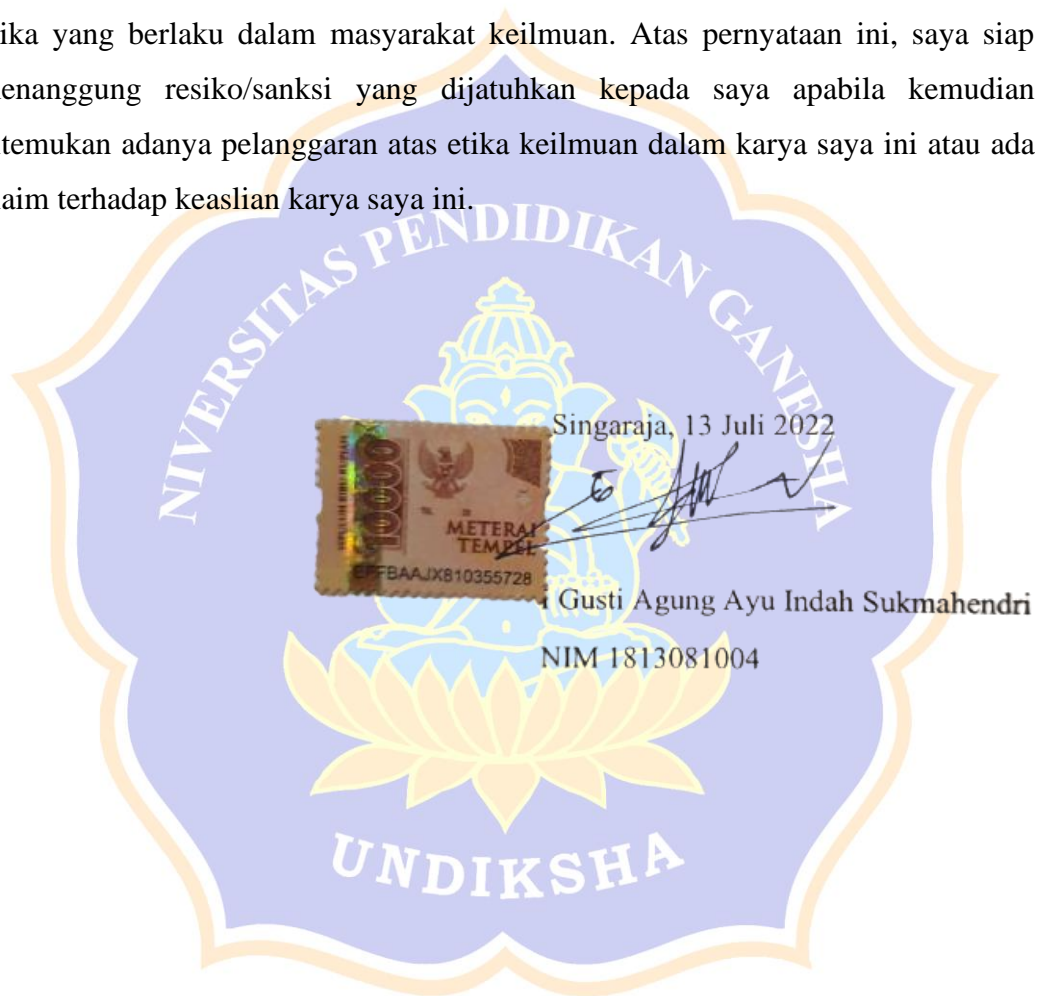 ika yang berlaku dalam masyarakat keilmuan. Atas pernyataan ini, saya siap
enanggung resiko/sanksi yang dijatuhkan kepada saya apabila kemudian
temukan adanya pelanggaran atas etika keilmuan dalam karya saya ini atau ada
aim terhadap keaslian karya saya ini.
NIVERSITAS PENDIDIKAN GANESHA
Singaraja, 13 Juli 2022
10000
METERAI
TEMPEL
I Gusti Agung Ayu Indah Sukmahendri
NIM 1813081004
UNDIKSHA